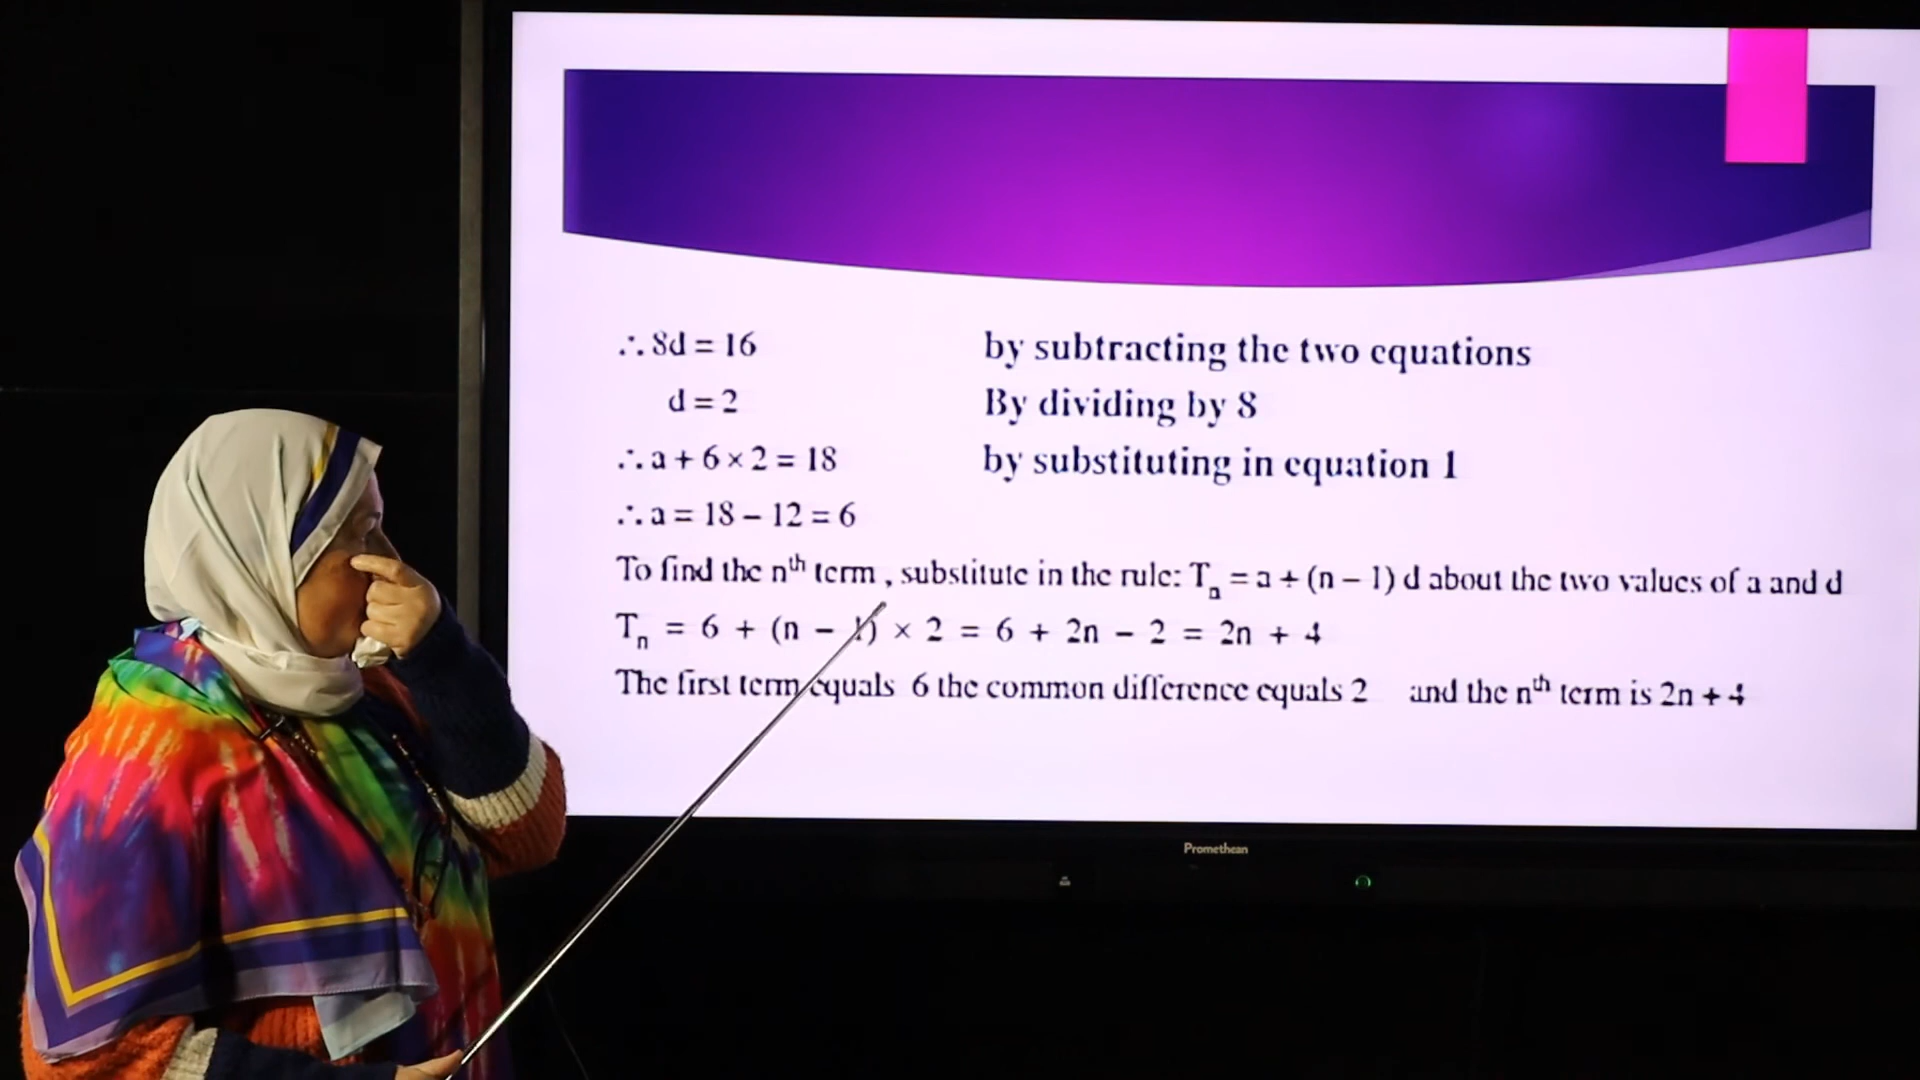 ∴ 8d = 16 by subtracting the two equations
d = 2 By dividing by 8
∴ a + 6 × 2 = 18 by substituting in equation 1
∴ a = 18 – 12 = 6
To find the nth term , substitute in the rule: Tn = a + (n – 1) d about the two values of a and d
Tn = 6 + (n – 1) × 2 = 6 + 2n – 2 = 2n + 4
The first term equals 6 the common difference equals 2 and the nth term is 2n + 4
Promethean